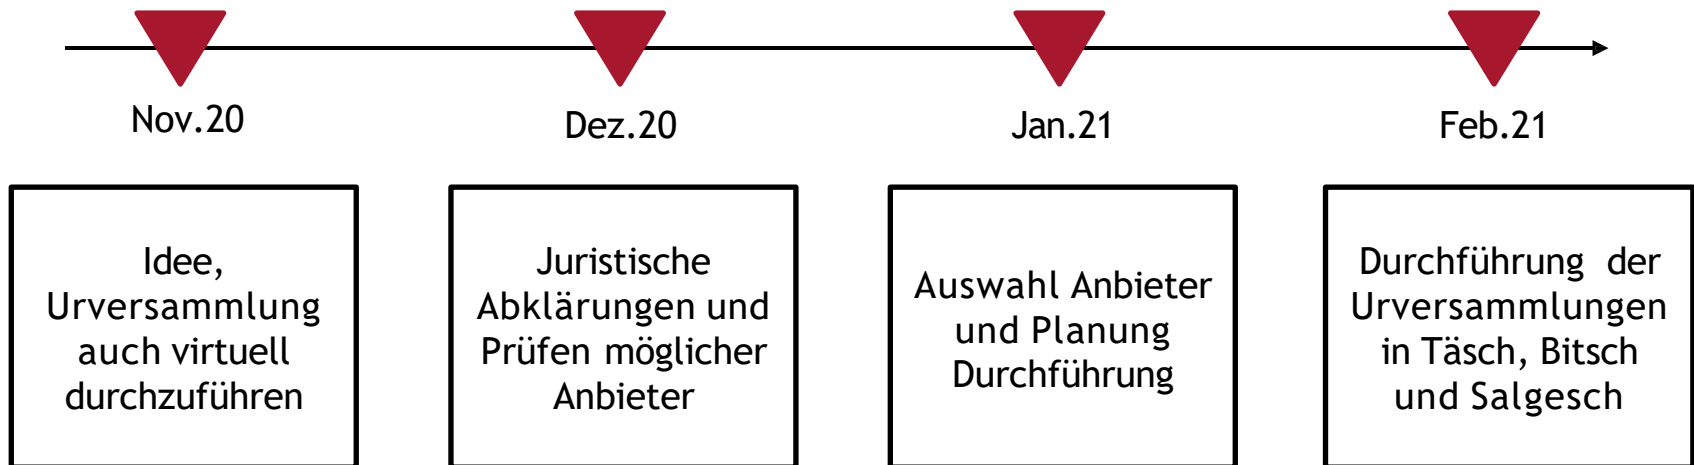 Nov.20
Dez.20
Jan.21
Feb.21
Idee,
Urversammlung
auch virtuell
durchzuführen
Juristische
Abklärungen und
Prüfen möglicher
Anbieter
Auswahl Anbieter
und Planung
Durchführung
Durchführung der
Urversammlungen
in Täsch, Bitsch
und Salgesch